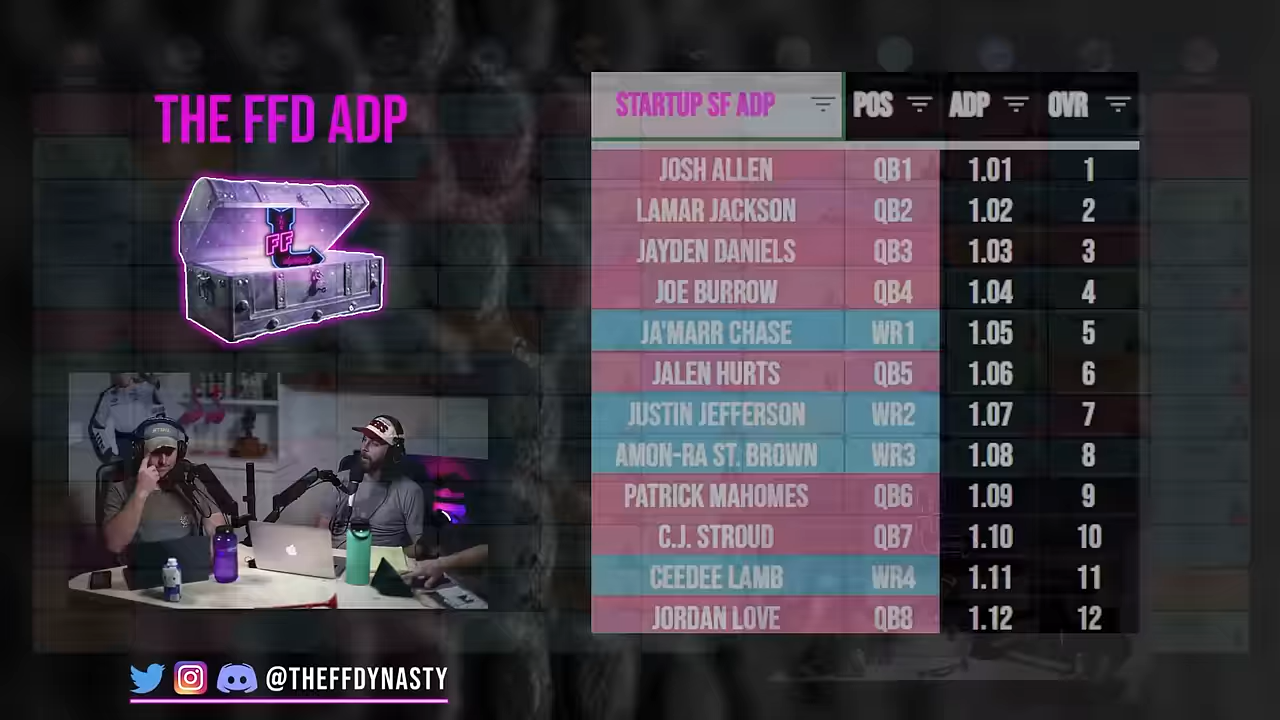 THE FFD ADP
FF
@THEFFDYNASTY
STARTUP SF ADP POS ADP OVR
JOSH ALLEN QB1 1.01 1
LAMAR JACKSON QB2 1.02 2
JAYDEN DANIELS QB3 1.03 3
JOE BURROW QB4 1.04 4
JA'MARR CHASE WR1 1.05 5
JALEN HURTS QB5 1.06 6
JUSTIN JEFFERSON WR2 1.07 7
AMON-RA ST. BROWN WR3 1.08 8
PATRICK MAHOMES QB6 1.09 9
C.J. STROUD QB7 1.10 10
CEEDEE LAMB WR4 1.11 11
JORDAN LOVE QB8 1.12 12